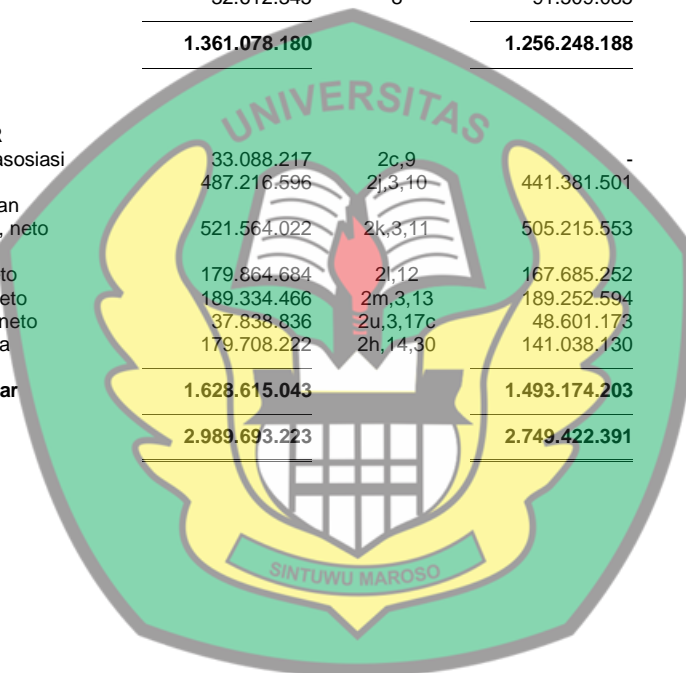 1.361.078.180 1.256.248.188
UNIVERSITAS
R
asosiasi 33.088.217 2c,9 -
487.216.596 2j,3,10 441.381.501
an
, neto 521.564.022 2k,3,11 505.215.553
to 179.864.684 2l,12 167.685.252
eto 189.334.466 2m,3,13 189.252.594
neto 37.838.836 2u,3,17c 48.601.173
a 179.708.222 2h,14,30 141.038.130
ar 1.628.615.043 1.493.174.203
2.989.693.223 2.749.422.391
SINTUWU MAROSO